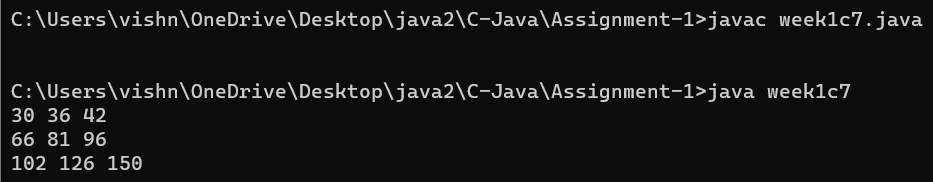 C:\Users\vishn\OneDrive\Desktop\java2\C-Java\Assignment-1>javac week1c7.java
C:\Users\vishn\OneDrive\Desktop\java2\C-Java\Assignment-1>java week1c7
30 36 42
66 81 96
102 126 150